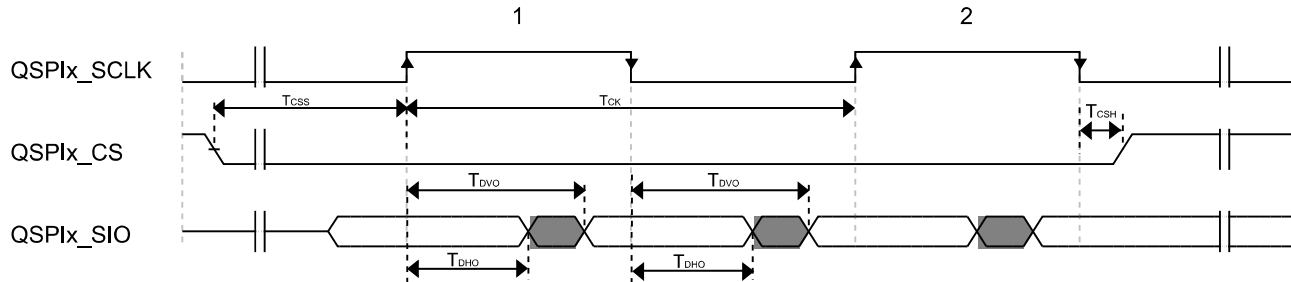 1 2
QSPIx_SCLK
TCSS TCK TCSH
QSPIx_CS
TDVO TDVO
QSPIx_SIO
TDHO TDHO